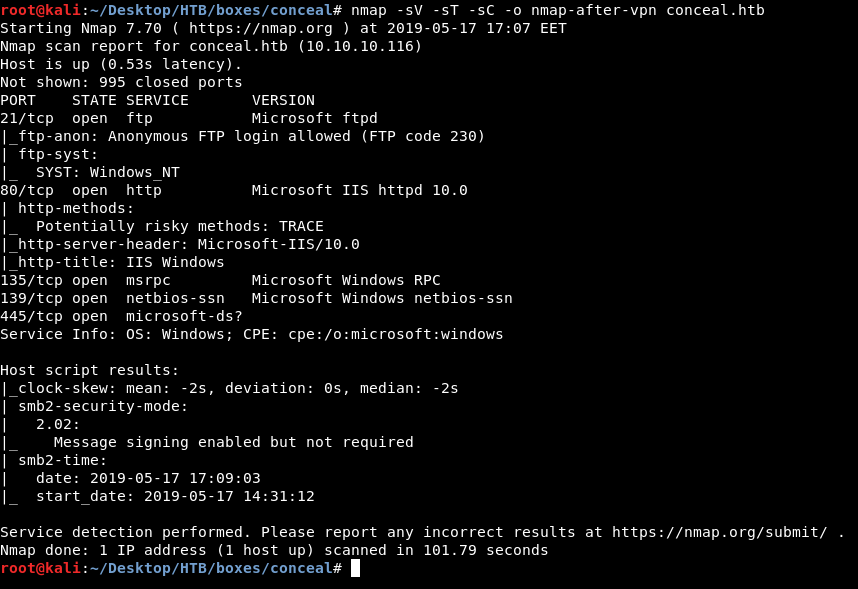 root@kali:~/Desktop/HTB/boxes/conceal# nmap -sV -sT -sC -o nmap-after-vpn conceal.htb
Starting Nmap 7.70 ( https://nmap.org ) at 2019-05-17 17:07 EET
Nmap scan report for conceal.htb (10.10.10.116)
Host is up (0.53s latency).
Not shown: 995 closed ports
PORT    STATE SERVICE       VERSION
21/tcp  open  ftp           Microsoft ftpd
|_ftp-anon: Anonymous FTP login allowed (FTP code 230)
| ftp-syst:
|_  SYST: Windows_NT
80/tcp  open  http          Microsoft IIS httpd 10.0
| http-methods:
|_  Potentially risky methods: TRACE
|_http-server-header: Microsoft-IIS/10.0
|_http-title: IIS Windows
135/tcp open  msrpc         Microsoft Windows RPC
139/tcp open  netbios-ssn   Microsoft Windows netbios-ssn
445/tcp open  microsoft-ds?
Service Info: OS: Windows; CPE: cpe:/o:microsoft:windows

Host script results:
|_clock-skew: mean: -2s, deviation: 0s, median: -2s
| smb2-security-mode:
|   2.02:
|_    Message signing enabled but not required
| smb2-time:
|   date: 2019-05-17 17:09:03
|_  start_date: 2019-05-17 14:31:12

Service detection performed. Please report any incorrect results at https://nmap.org/submit/ .
Nmap done: 1 IP address (1 host up) scanned in 101.79 seconds
root@kali:~/Desktop/HTB/boxes/conceal#